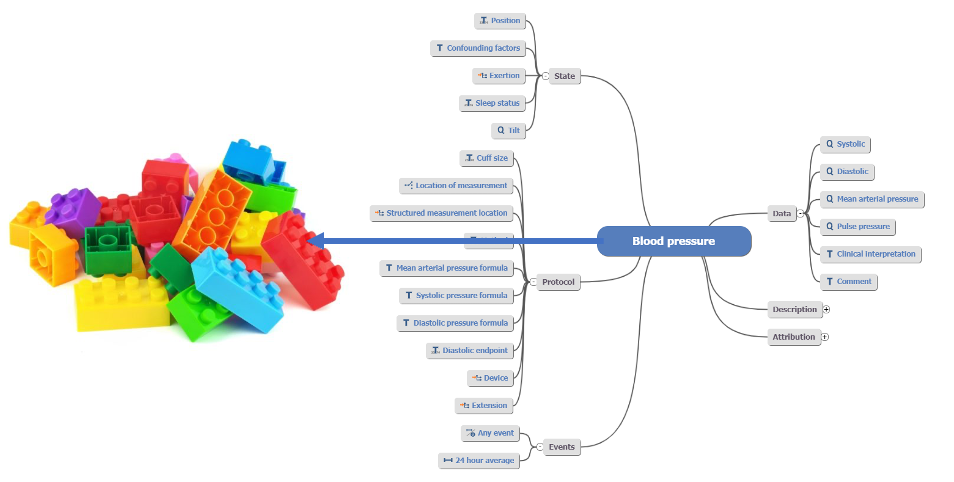 Position
Confounding factors
Exertion
State
Sleep status
Tilt
Cuff size
Location of measurement
Structured measurement location
Mean arterial pressure formula
Protocol
Systolic pressure formula
Diastolic pressure formula
Diastolic endpoint
Device
Extension
Any event
Events
24 hour average
Blood pressure
Systolic
Diastolic
Mean arterial pressure
Data
Pulse pressure
Clinical interpretation
Comment
Description
Attribution